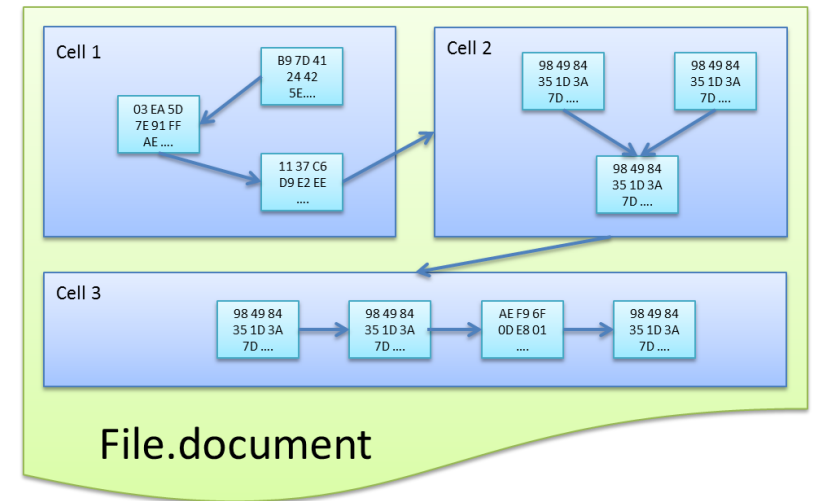 Cell 1
B9 7D 41
24 42
5E....
03 EA 5D
7E 91 FF
AE ....
11 37 C6
D9 E2 EE
....
Cell 2
98 49 84
35 1D 3A
7D ....
98 49 84
35 1D 3A
7D ....
98 49 84
35 1D 3A
7D ....
Cell 3
98 49 84
35 1D 3A
7D ....
98 49 84
35 1D 3A
7D ....
AE F9 6F
0D E8 01
....
98 49 84
35 1D 3A
7D ....
File.document